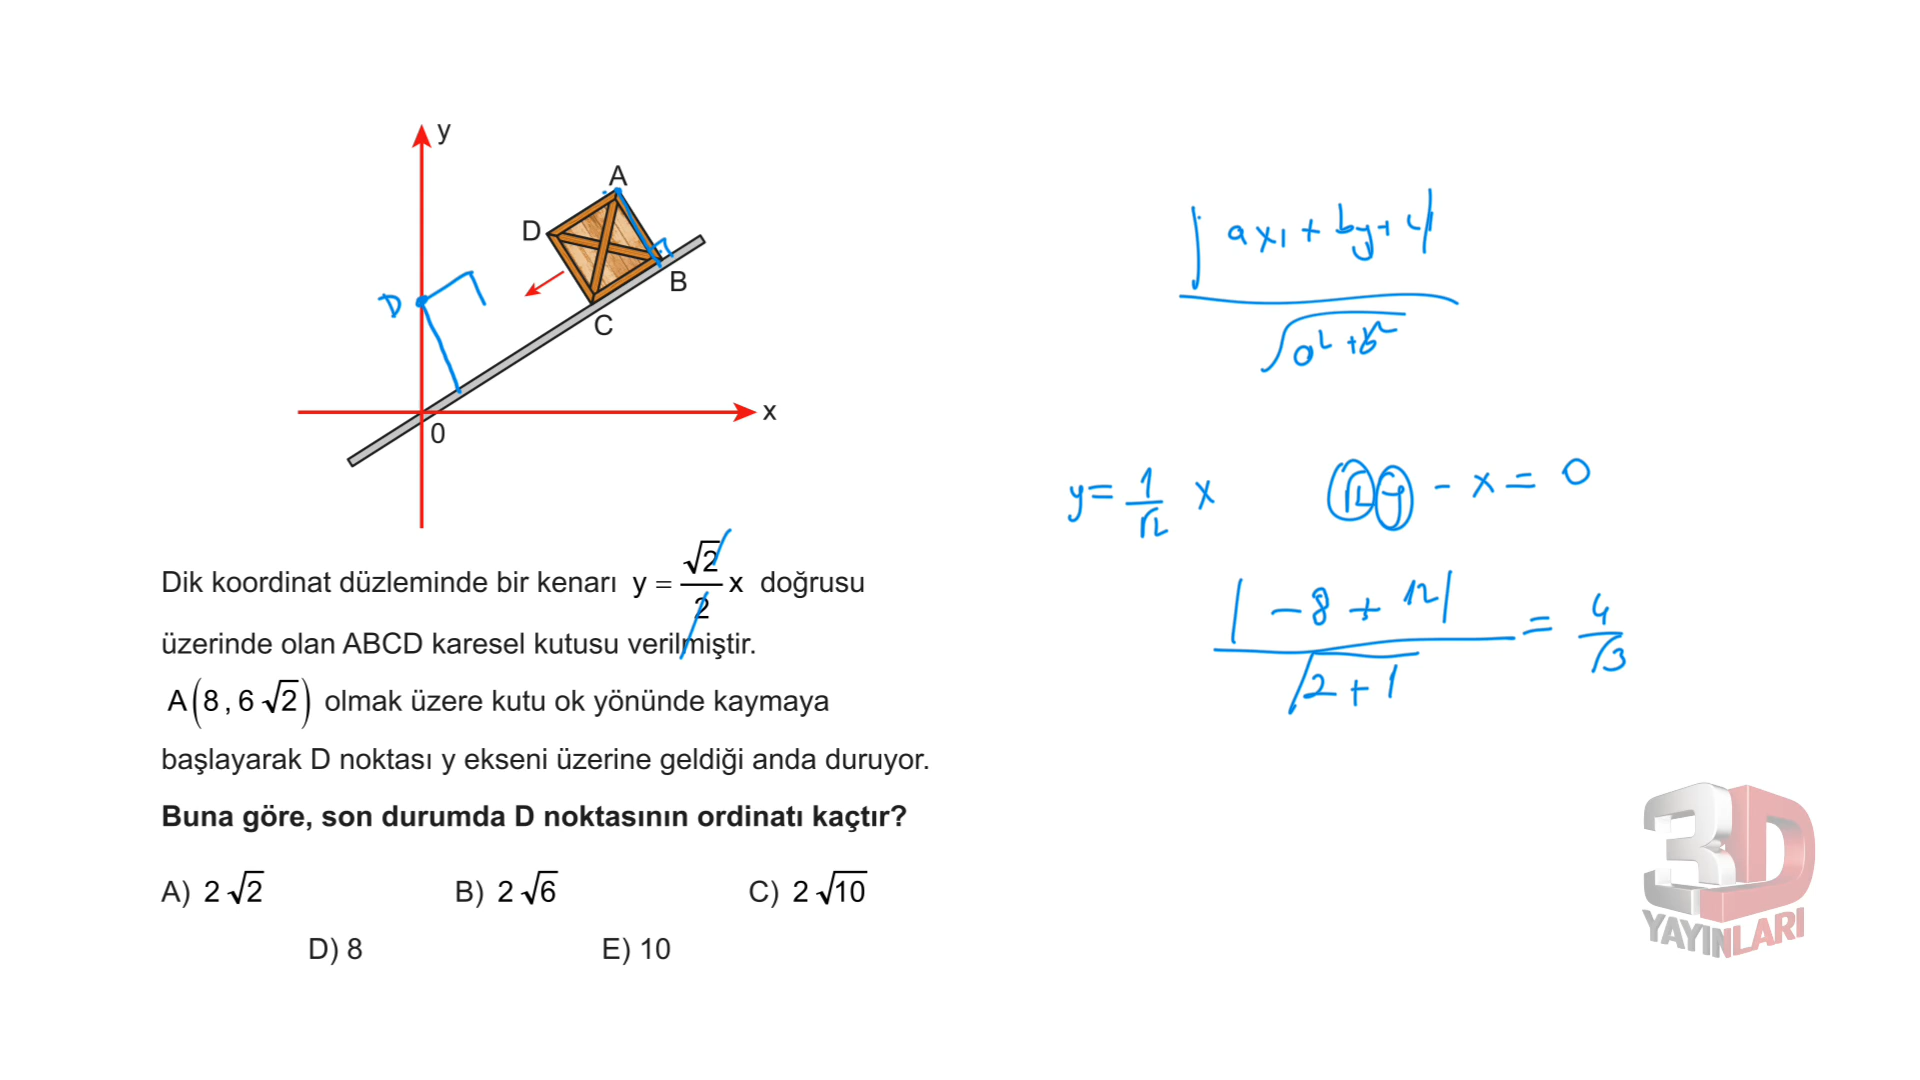 y
A
D
B
C
D
x
0
|ax₁ + by + c|
√a² + b²
y = 1/√2 x
√2 y - x = 0
|-8 + 12| / √2 + 1 = 4/√3
Dik koordinat düzleminde bir kenarı y = √2/2 x doğrusu
üzerinde olan ABCD karesel kutusu verilmiştir.
A(8, 6√2) olmak üzere kutu ok yönünde kaymaya
başlayarak D noktası y ekseni üzerine geldiği anda duruyor.
Buna göre, son durumda D noktasının ordinatı kaçtır?
A) 2√2 B) 2√6 C) 2√10
D) 8 E) 10
3D
YAYINLARI